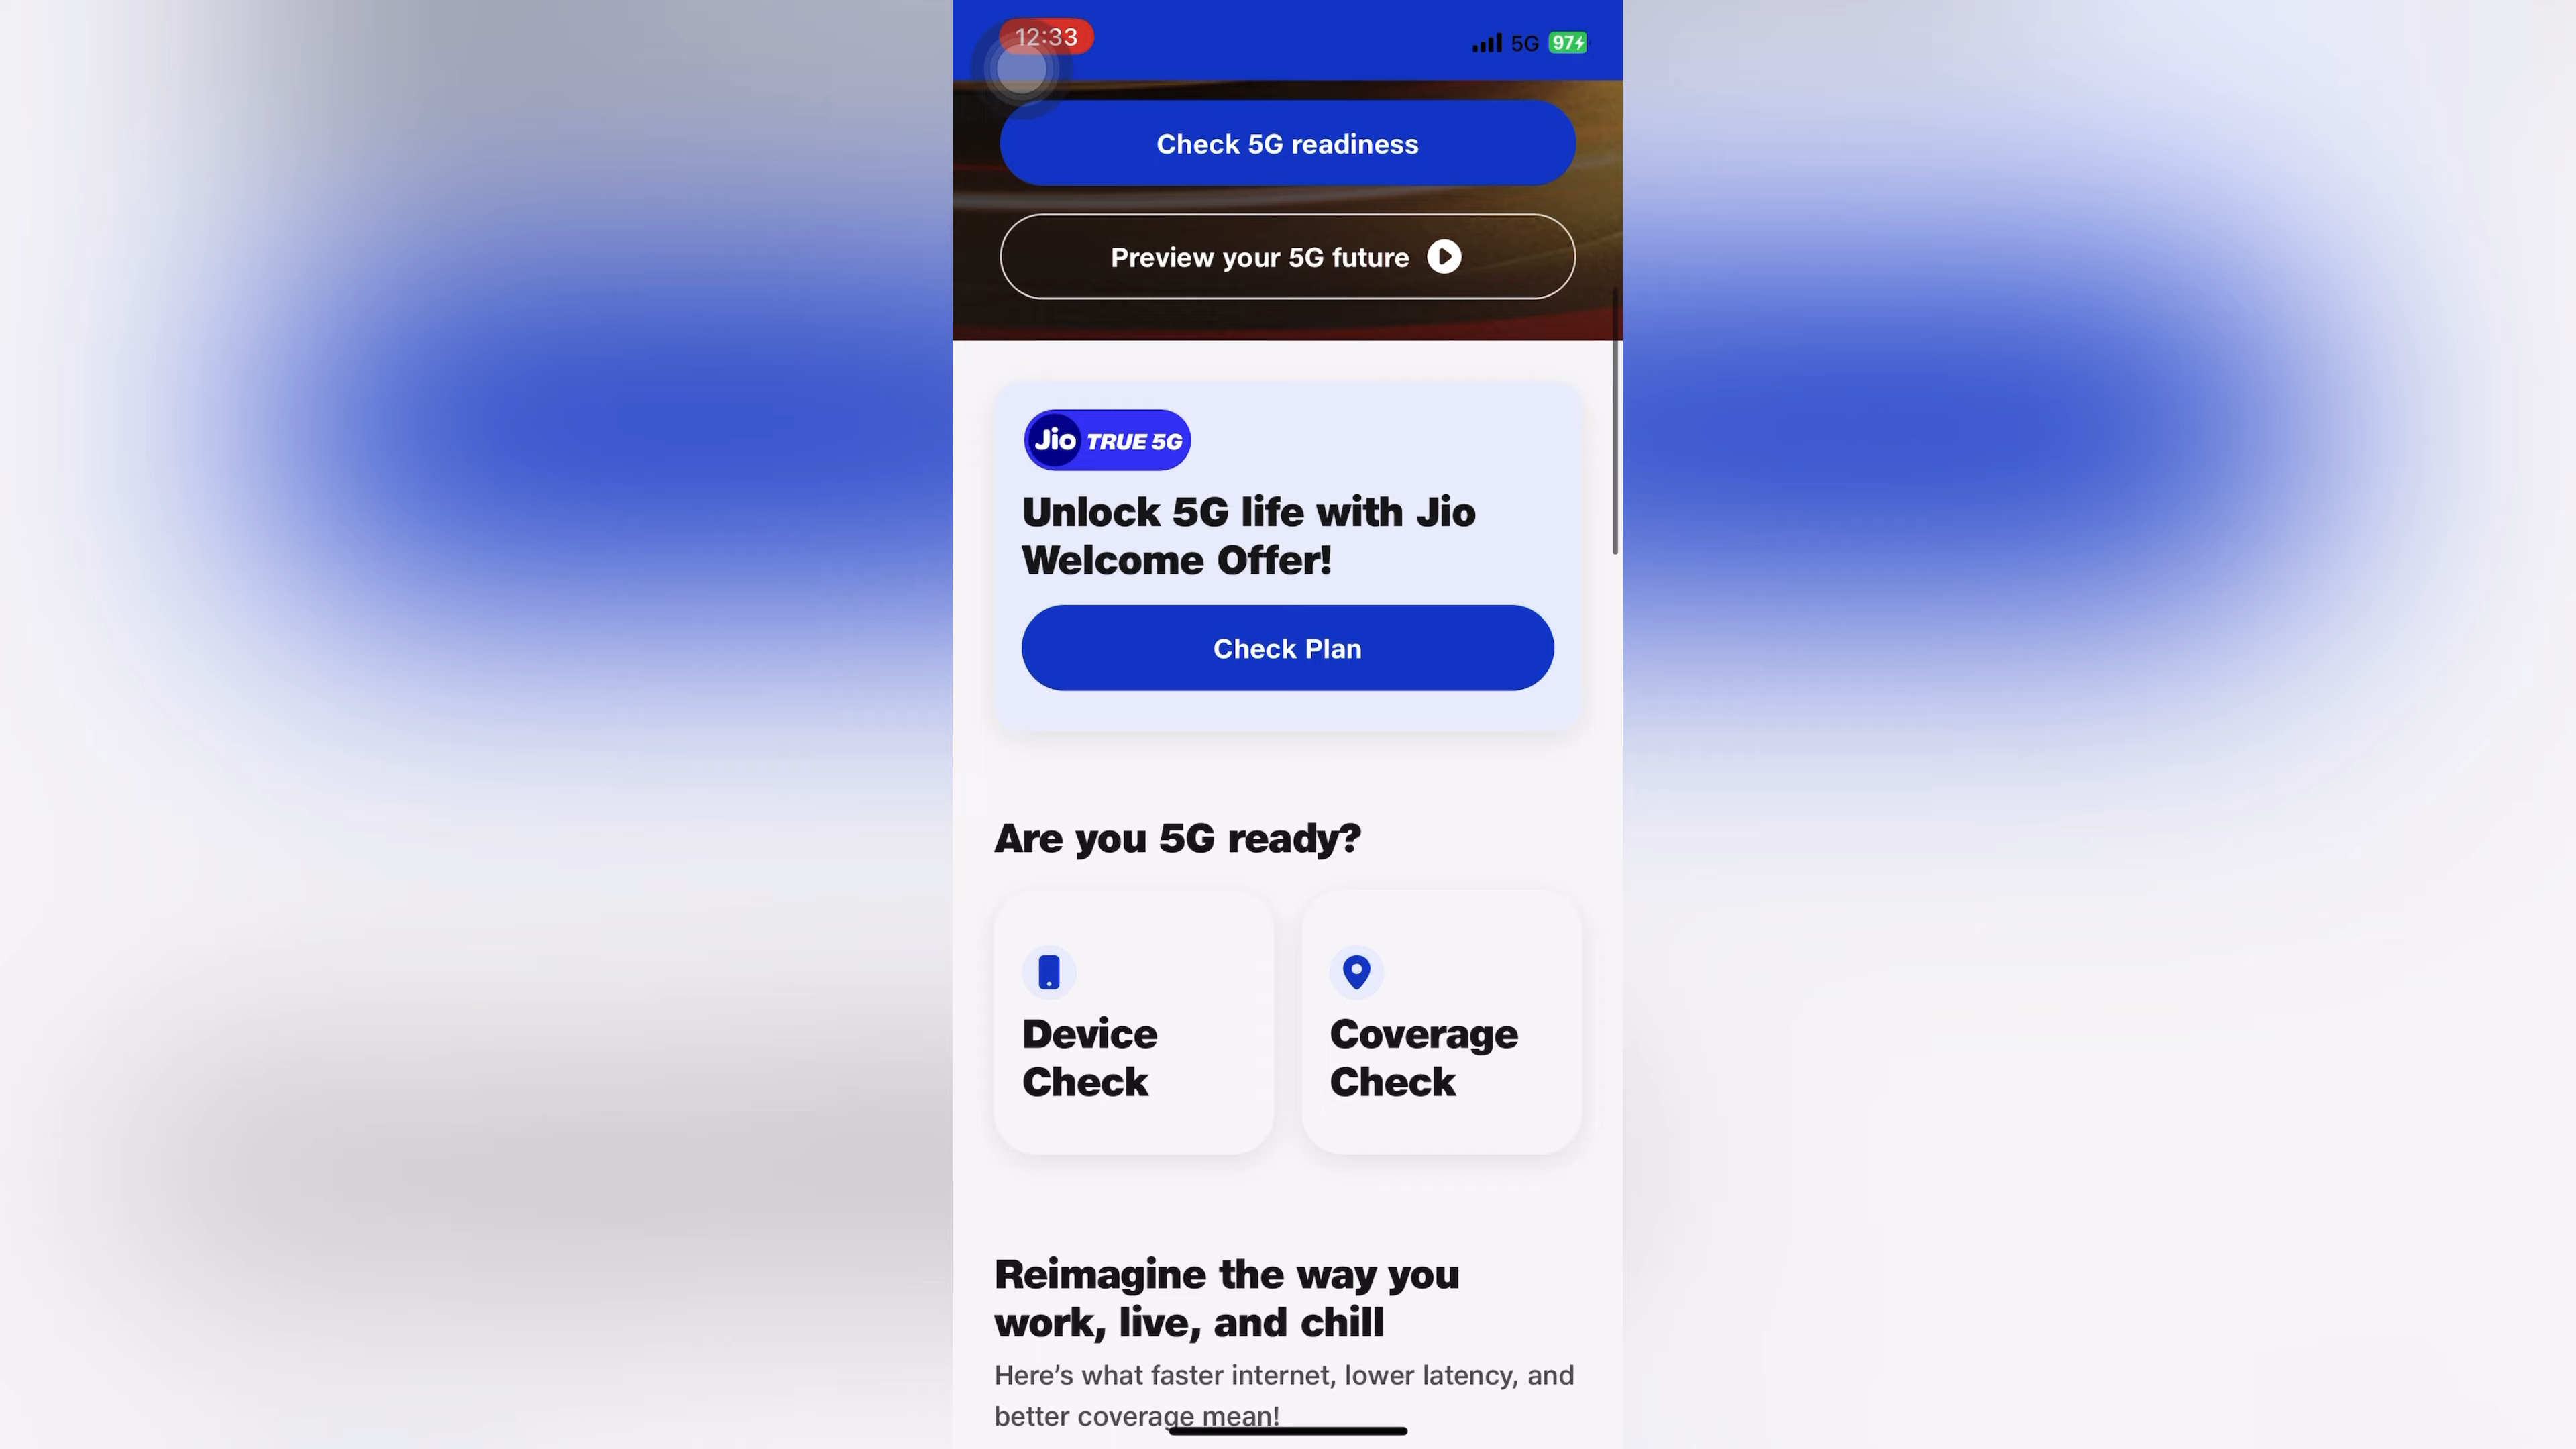 12:33
5G 97
Check 5G readiness
Preview your 5G future
Jio TRUE 5G
Unlock 5G life with Jio
Welcome Offer!
Check Plan
Are you 5G ready?
Device
Check
Coverage
Check
Reimagine the way you
work, live, and chill
Here’s what faster internet, lower latency, and
better coverage mean!